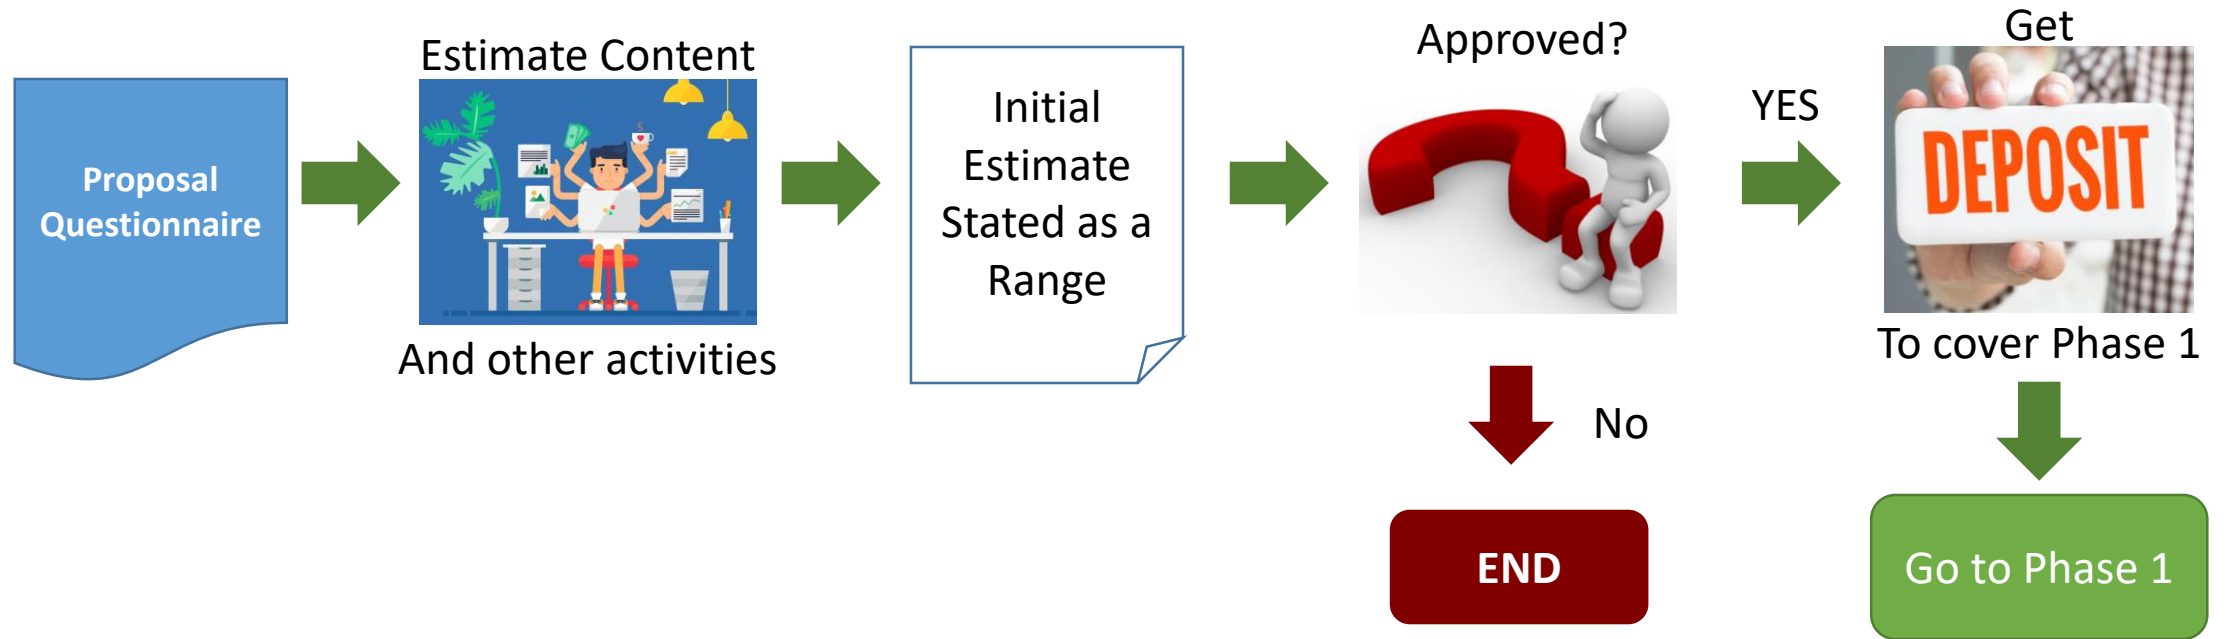 Proposal
Questionnaire
Estimate Content
And other activities
Initial
Estimate
Stated as a
Range
Approved?
YES
No
END
Get
DEPOSIT
To cover Phase 1
Go to Phase 1